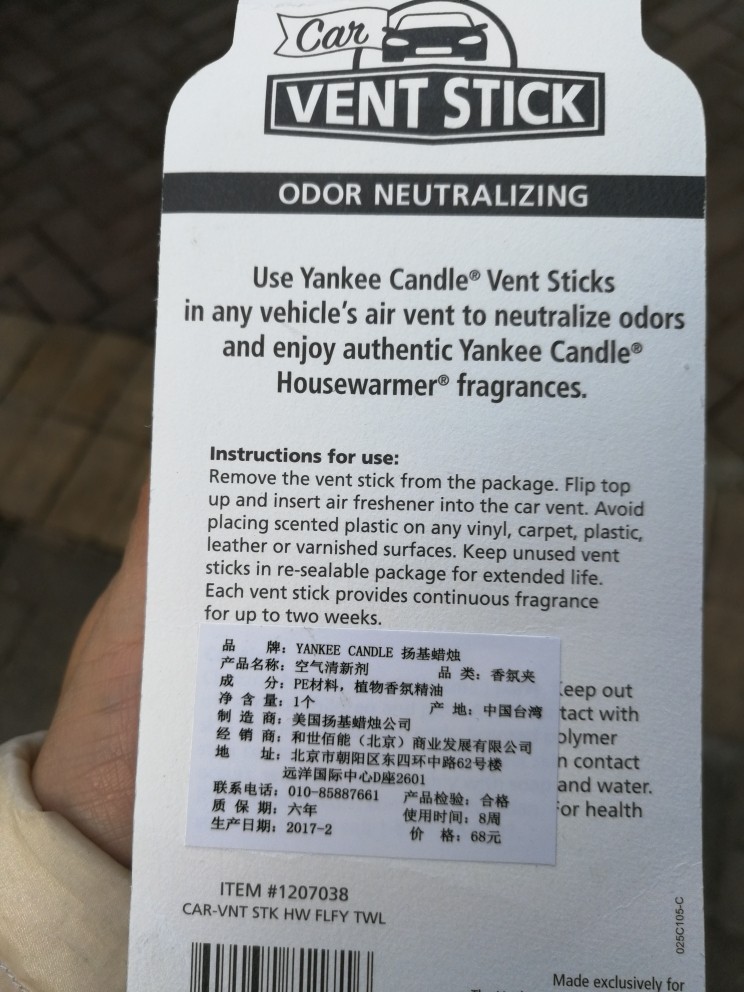 Car
VENT STICK
ODOR NEUTRALIZING
Use Yankee Candle® Vent Sticks
in any vehicle's air vent to neutralize odors
and enjoy authentic Yankee Candle®
Housewarmer® fragrances.
Instructions for use:
Remove the vent stick from the package. Flip top
up and insert air freshener into the car vent. Avoid
placing scented plastic on any vinyl, carpet, plastic,
leather or varnished surfaces. Keep unused vent
sticks in re-sealable package for extended life.
Each vent stick provides continuous fragrance
for up to two weeks.
品 牌：YANKEE CANDLE 扬基蜡烛
产品名称：空气清新剂 品 类：香氛夹
成 分：PE材料，植物香氛精油
净 含 量：1个 产 地：中国台湾
制 造 商：美国扬基蜡烛公司
经 销 商：和世佰能（北京）商业发展有限公司
地 址：北京市朝阳区东四环中路62号楼
远洋国际中心D座2601
联系电话：010-85887661 产品检验：合格
质 保 期：六年 使用时间：8周
生产日期：2017-2 价 格：68元
Keep out
tact with
olymer
n contact
and water.
For health
ITEM #1207038
CAR-VNT STK HW FLFY TWL
025C105-C
Made exclusively for